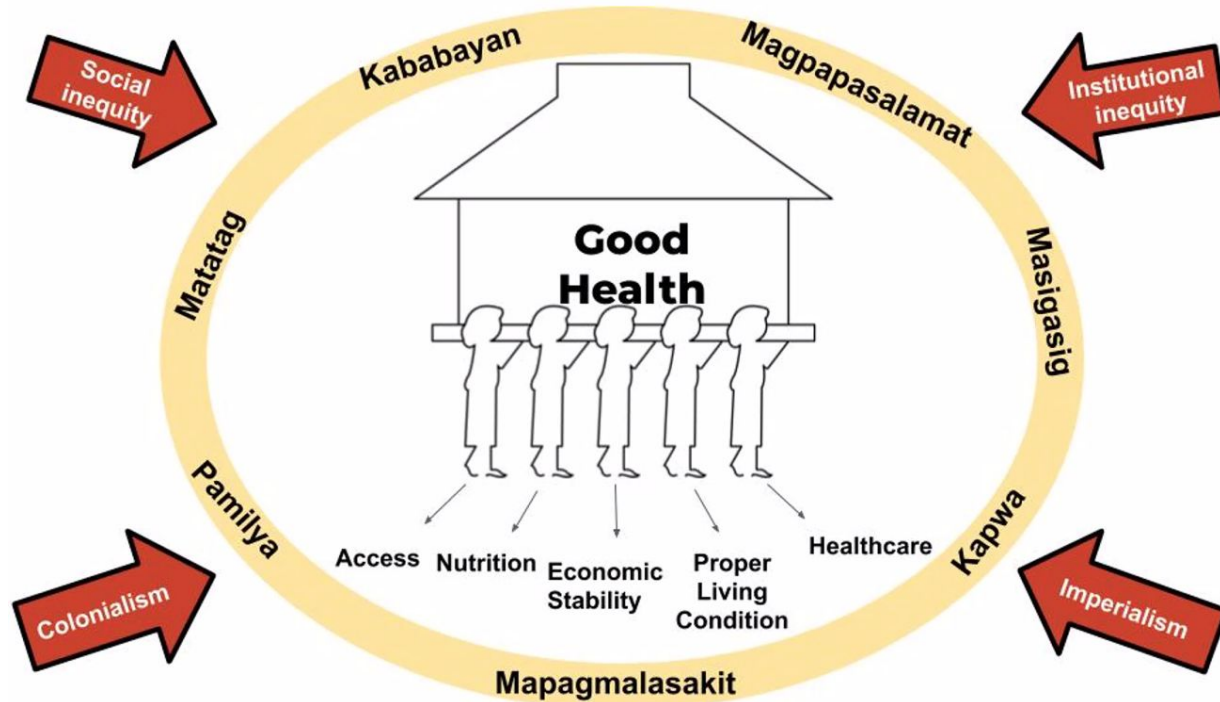 Social
inequity
Kababayan
Magpapasalamat
Institutional
inequity
Matatag
Good
Health
Masigasig
Pamilya
Kapwa
Access
Nutrition
Economic
Stability
Proper
Living
Condition
Healthcare
Colonialism
Imperialism
Mapagmalasakit